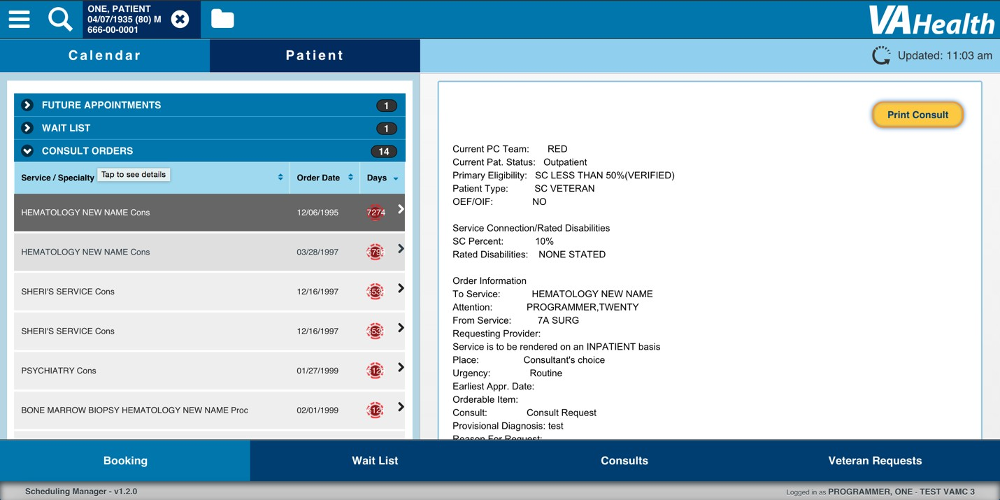 ONE, PATIENT
04/07/1935 (80) M
666-00-0001
VA Health
Calendar
Patient
Updated: 11:03 am
FUTURE APPOINTMENTS 1
WAIT LIST 1
CONSULT ORDERS 14
Service / Specialty Order Date Days
Tap to see details
HEMATOLOGY NEW NAME Cons 12/06/1995 7274
HEMATOLOGY NEW NAME Cons 03/28/1997
SHERI'S SERVICE Cons 12/16/1997
SHERI'S SERVICE Cons 12/16/1997
PSYCHIATRY Cons 01/27/1999
BONE MARROW BIOPSY HEMATOLOGY NEW NAME Proc 02/01/1999
Print Consult
Current PC Team: RED
Current Pat. Status: Outpatient
Primary Eligibility: SC LESS THAN 50%(VERIFIED)
Patient Type: SC VETERAN
OEF/OIF: NO
Service Connection/Rated Disabilities
SC Percent: 10%
Rated Disabilities: NONE STATED
Order Information
To Service: HEMATOLOGY NEW NAME
Attention: PROGRAMMER,TWENTY
From Service: 7A SURG
Requesting Provider:
Service is to be rendered on an INPATIENT basis
Place: Consultant's choice
Urgency: Routine
Earliest Appr. Date:
Orderable Item:
Consult: Consult Request
Provisional Diagnosis: test
Reason For Request:
Booking
Wait List
Consults
Veteran Requests
Scheduling Manager - v1.2.0
Logged in as PROGRAMMER, ONE - TEST VAMC 3